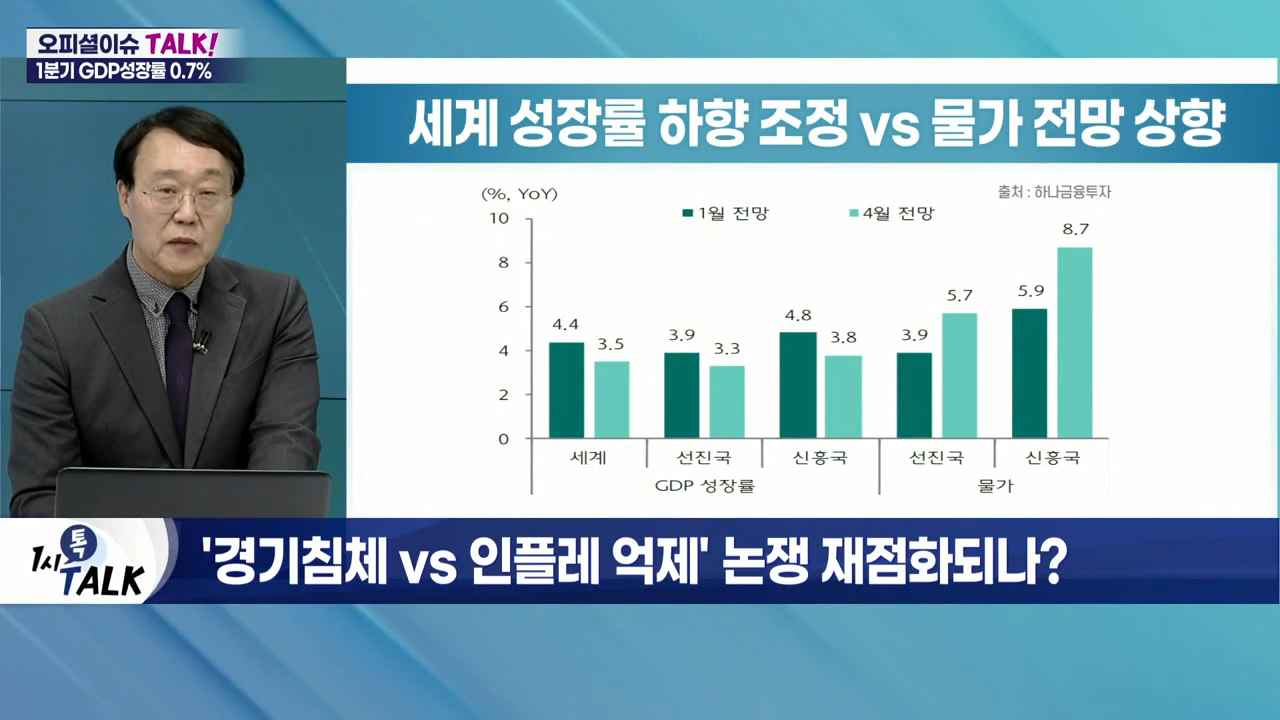 오피셜이슈 TALK!
1분기 GDP성장률 0.7%
세계 성장률 하향 조정 vs 물가 전망 상향
(%, YoY)
출처 : 하나금융투자
1월 전망
4월 전망
10
8
6
4
2
0
4.4
3.5
3.9
3.3
4.8
3.8
3.9
5.7
5.9
8.7
세계
선진국
신흥국
선진국
신흥국
GDP 성장률
물가
1시 톡 TALK
'경기침체 vs 인플레 억제' 논쟁 재점화되나?